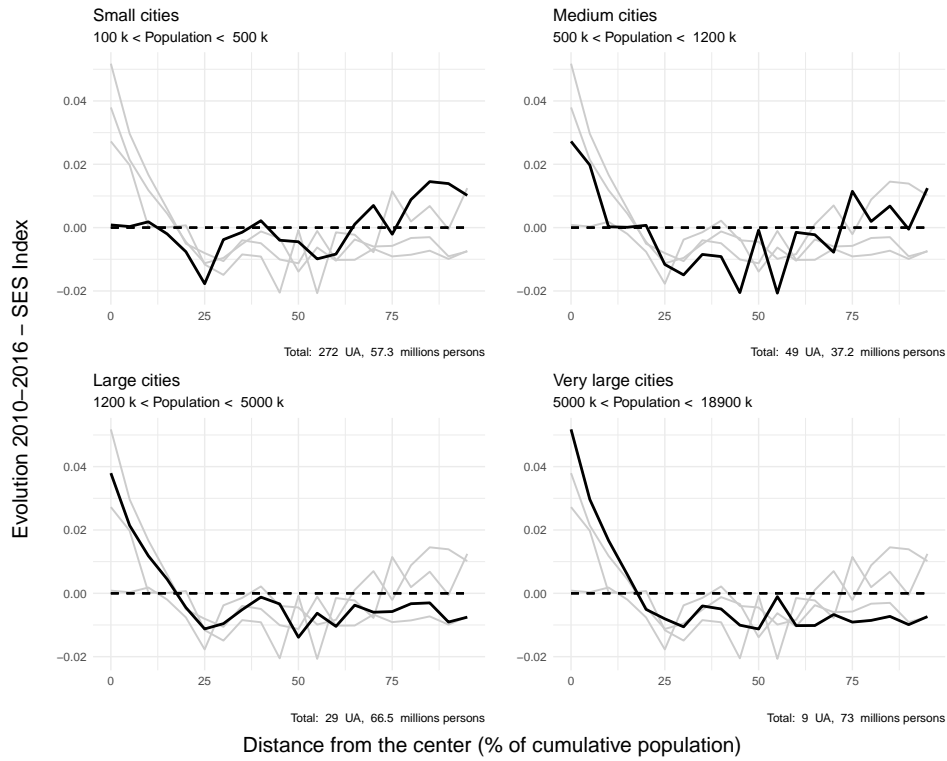 Small cities
100 k < Population < 500 k
0.04
0.02
0.00
−0.02
0
25
50
75
Total: 272 UA, 57.3 millions persons
Medium cities
500 k < Population < 1200 k
0.04
0.02
0.00
−0.02
0
25
50
75
Total: 49 UA, 37.2 millions persons
Large cities
1200 k < Population < 5000 k
0.04
0.02
0.00
−0.02
0
25
50
75
Total: 29 UA, 66.5 millions persons
Very large cities
5000 k < Population < 18900 k
0.04
0.02
0.00
−0.02
0
25
50
75
Total: 9 UA, 73 millions persons
Evolution 2010−2016 − SES Index
Distance from the center (% of cumulative population)